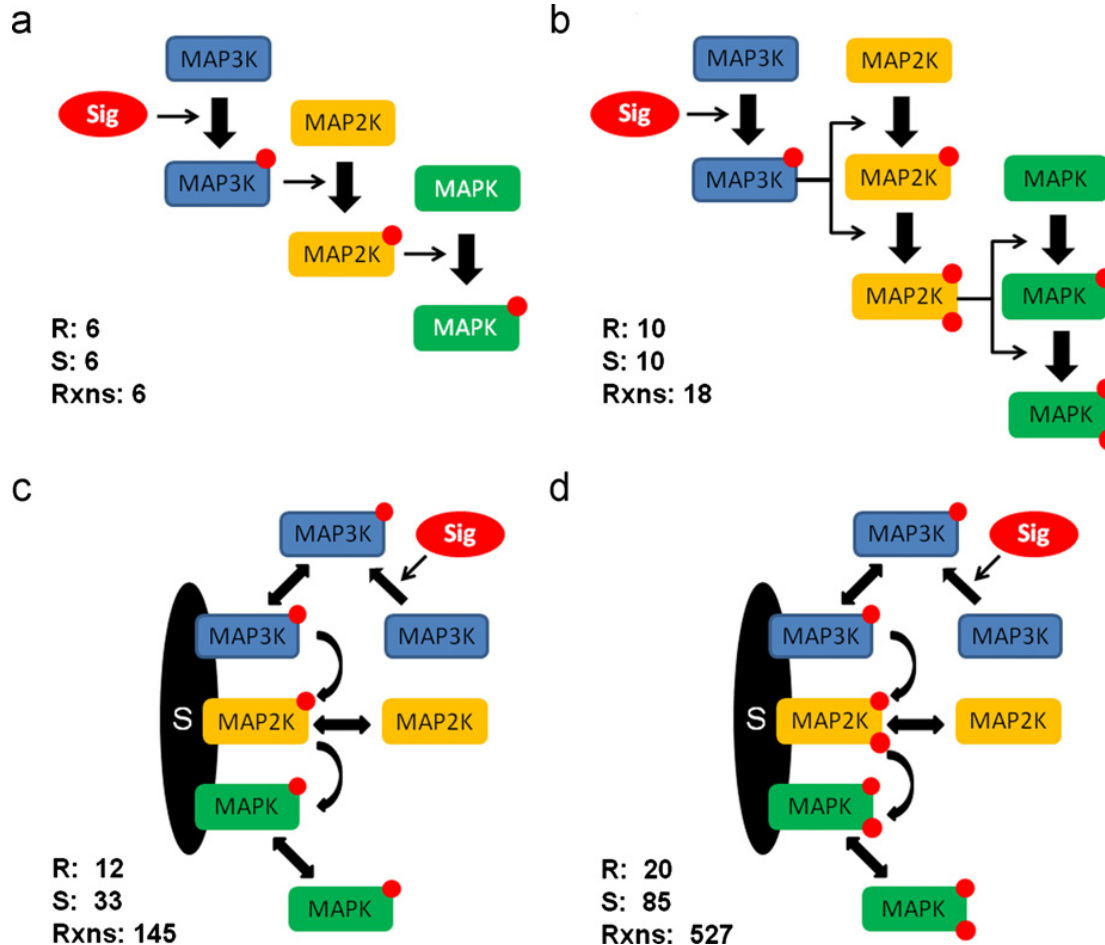 a
MAP3K
Sig
MAP2K
MAP3K
MAPK
MAP2K
MAPK
R: 6
S: 6
Rxns: 6
b
MAP3K
MAP2K
Sig
MAP3K
MAP2K
MAPK
MAP2K
MAPK
MAPK
R: 10
S: 10
Rxns: 18
c
MAP3K
Sig
MAP3K
MAP3K
S
MAP2K
MAP2K
MAPK
MAPK
R: 12
S: 33
Rxns: 145
d
MAP3K
Sig
MAP3K
MAP3K
S
MAP2K
MAP2K
MAPK
MAPK
R: 20
S: 85
Rxns: 527